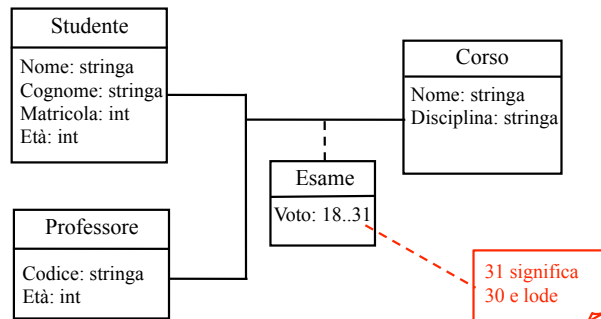 Studente
Nome: stringa
Cognome: stringa
Matricola: int
Età: int
Corso
Nome: stringa
Disciplina: stringa
Esame
Voto: 18..31
Professore
Codice: stringa
Età: int
31 significa
30 e lode